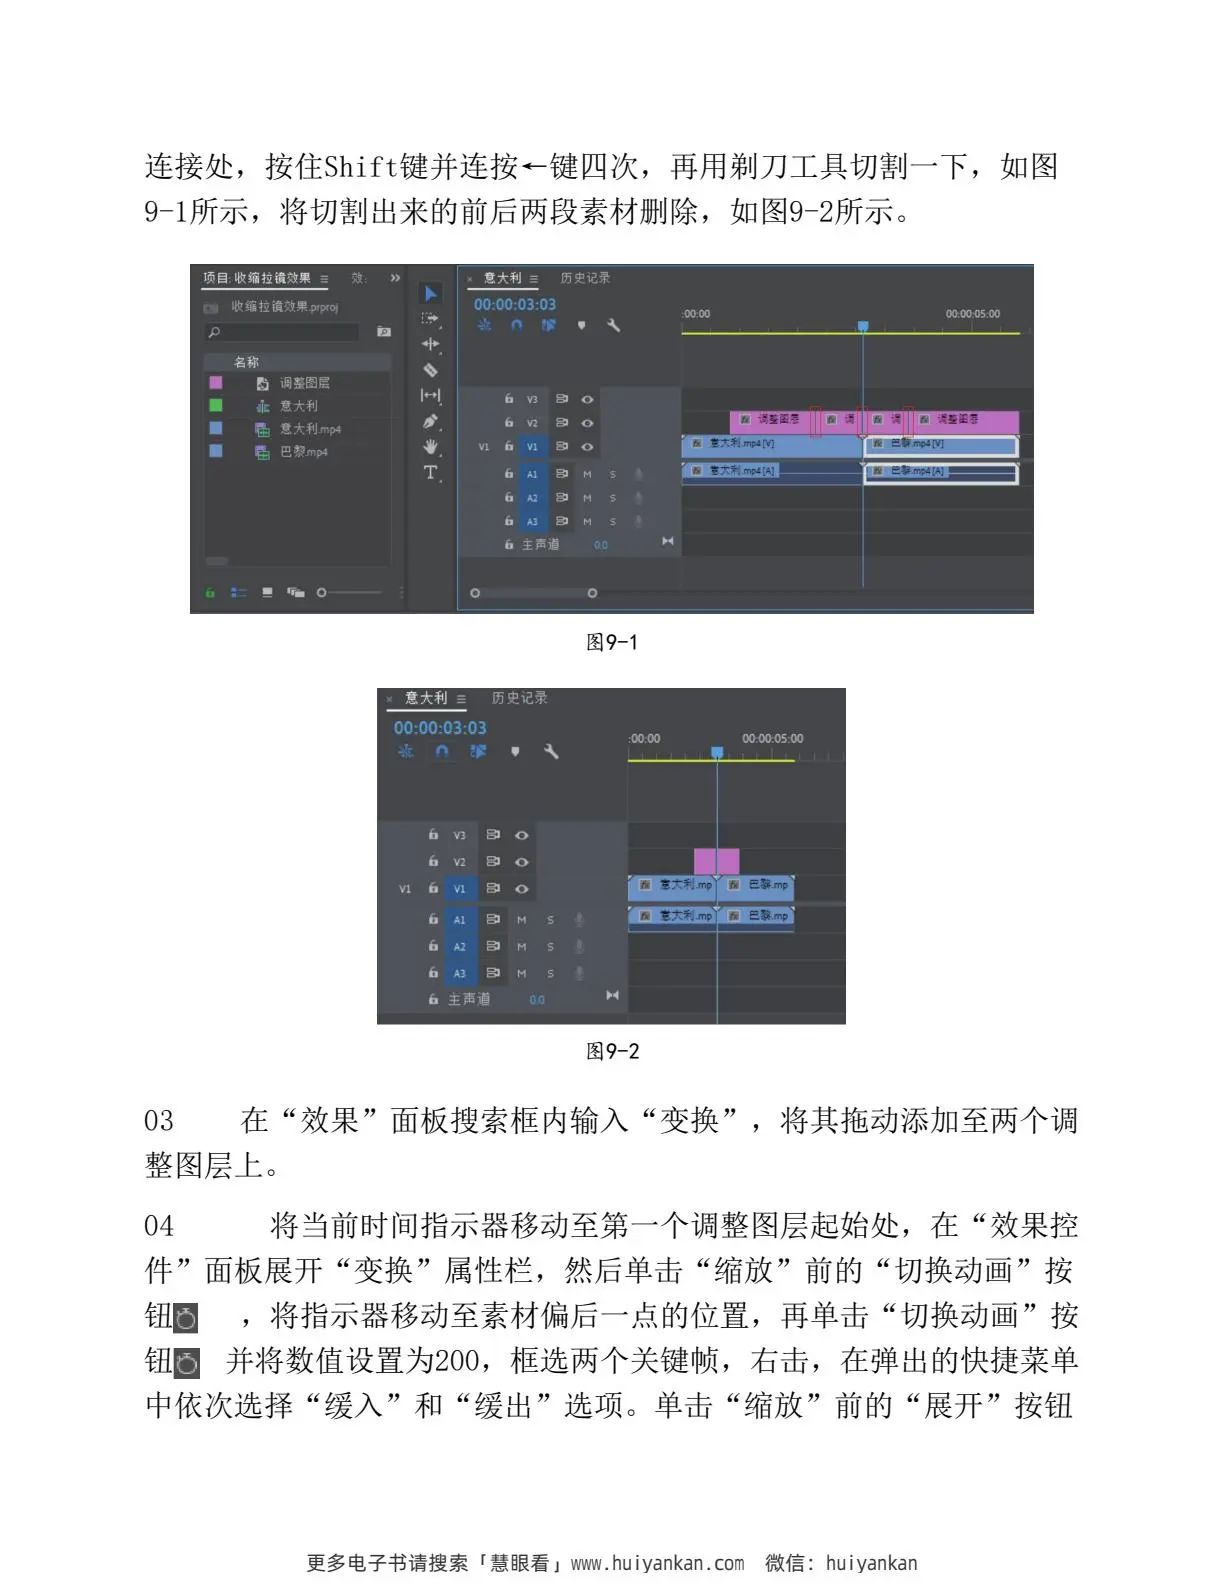 连接处，按住Shift键并连按←键四次，再用剃刀工具切割一下，如图
9-1所示，将切割出来的前后两段素材删除，如图9-2所示。
项目: 收缩拉镜效果 ≡ 效: »
收缩拉镜效果.prproj
名称
调整图层
意大利
意大利.mp4
巴黎.mp4
× 意大利 ≡ 历史记录
00:00:03:03
:00:00 00:00:05:00
V3
V2 调整图层 调 调 调整图层
V1 V1 意大利.mp4 [V] 巴黎.mp4 [V]
A1 M S 意大利.mp4 [A] 巴黎.mp4 [A]
A2 M S
A3 M S
主声道 0.0
图9-1
× 意大利 ≡ 历史记录
00:00:03:03
:00:00 00:00:05:00
V3
V2
V1 V1 意大利.mp 巴黎.mp
A1 M S 意大利.mp 巴黎.mp
A2 M S
A3 M S
主声道 0.0
图9-2
03 在“效果”面板搜索框内输入“变换”，将其拖动添加至两个调
整图层上。
04 将当前时间指示器移动至第一个调整图层起始处，在“效果控
件”面板展开“变换”属性栏，然后单击“缩放”前的“切换动画”按
钮 ，将指示器移动至素材偏后一点的位置，再单击“切换动画”按
钮 并将数值设置为200，框选两个关键帧，右击，在弹出的快捷菜单
中依次选择“缓入”和“缓出”选项。单击“缩放”前的“展开”按钮
更多电子书请搜索「慧眼看」www.huiyankan.com 微信：huiyankan